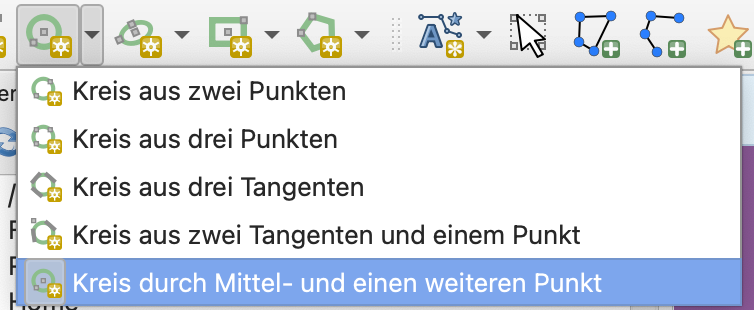 Kreis aus zwei Punkten
Kreis aus drei Punkten
Kreis aus drei Tangenten
Kreis aus zwei Tangenten und einem Punkt
Kreis durch Mittel- und einen weiteren Punkt